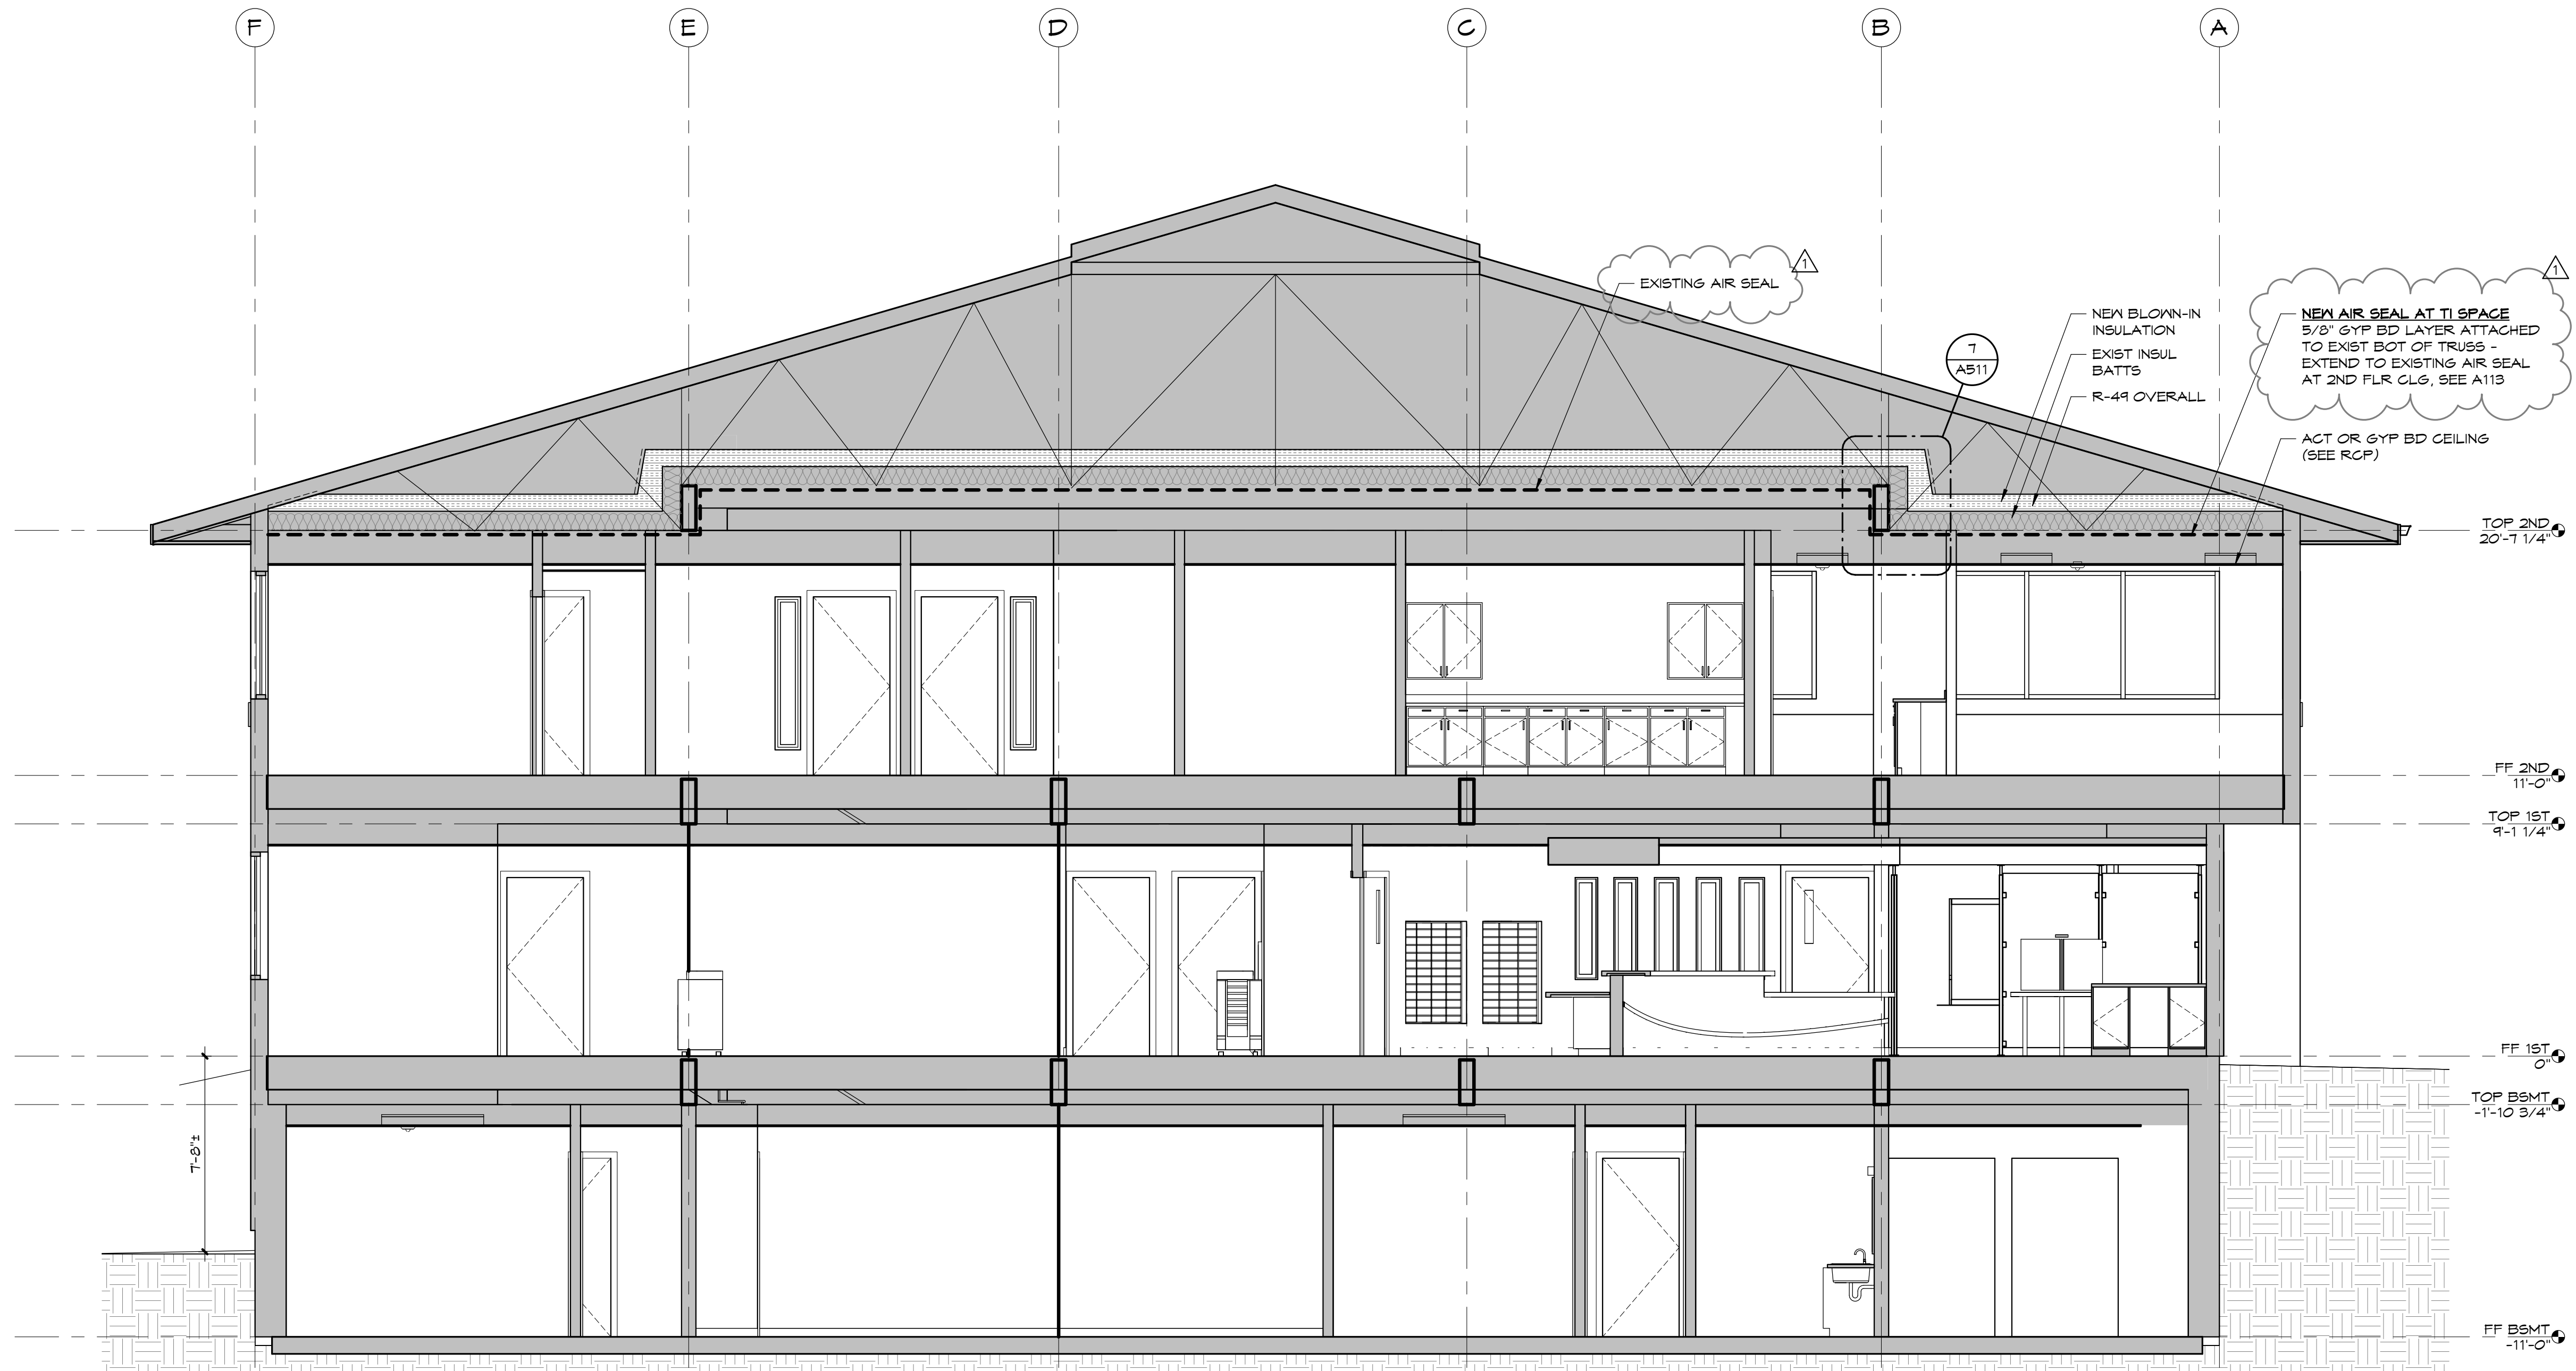 F
E
D
C
B
A
EXISTING AIR SEAL
1
1
NEW BLOWN-IN
INSULATION
EXIST INSUL
BATTS
R-49 OVERALL
NEW AIR SEAL AT TI SPACE
5/8" GYP BD LAYER ATTACHED
TO EXIST BOT OF TRUSS -
EXTEND TO EXISTING AIR SEAL
AT 2ND FLR CLG, SEE A113
7
A511
ACT OR GYP BD CEILING
(SEE RCP)
TOP 2ND
20'-7 1/4"
FF 2ND
11'-0"
TOP 1ST
9'-1 1/4"
FF 1ST
0"
TOP BSMT
-1'-10 3/4"
7'-8"±
FF BSMT
-11'-0"